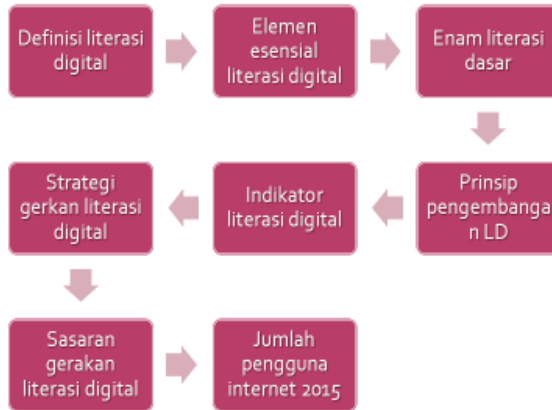 Definisi literasi
digital
Elemen
esensial
literasi digital
Enam literasi
dasar
Prinsip
pengembanga
n LD
Indikator
literasi digital
Strategi
gerkan literasi
digital
Sasaran
gerakan
literasi digital
Jumlah
pengguna
internet 2015